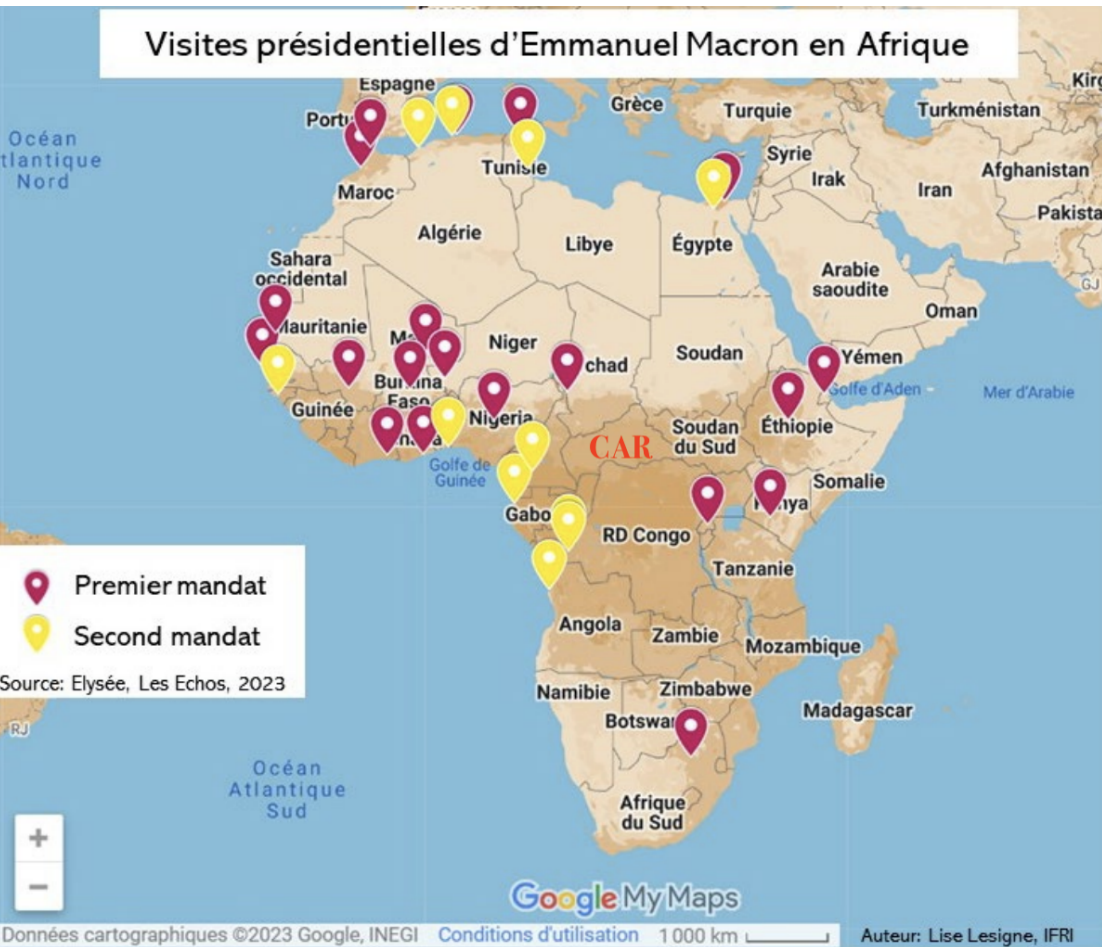 Visites présidentielles d'Emmanuel Macron en Afrique
Espagne
Grèce
Turquie
Turkménistan
Océan
tlantique
Nord
Syrie
Irak
Iran
Afghanistan
Pakista
Tunisie
Maroc
Algérie
Libye
Égypte
Arabie
saoudite
GJ
Oman
Sahara
occidental
Mauritanie
Niger
chad
Soudan
Yémen
Golfe d'Aden
Mer d'Arabie
Burkina
Faso
Guinée
Nigeria
CAR
Soudan
du Sud
Éthiopie
Golfe de
Guinée
Somalie
Gabo
RD Congo
Tanzanie
Premier mandat
Second mandat
Source: Elysée, Les Echos, 2023
Angola
Zambie
Mozambique
Namibie
Zimbabwe
Botswa
Madagascar
RJ
Océan
Atlantique
Sud
Afrique
du Sud
+
−
Google My Maps
Données cartographiques ©2023 Google, INEGI Conditions d'utilisation 1 000 km
Auteur: Lise Lesigne, IFRI